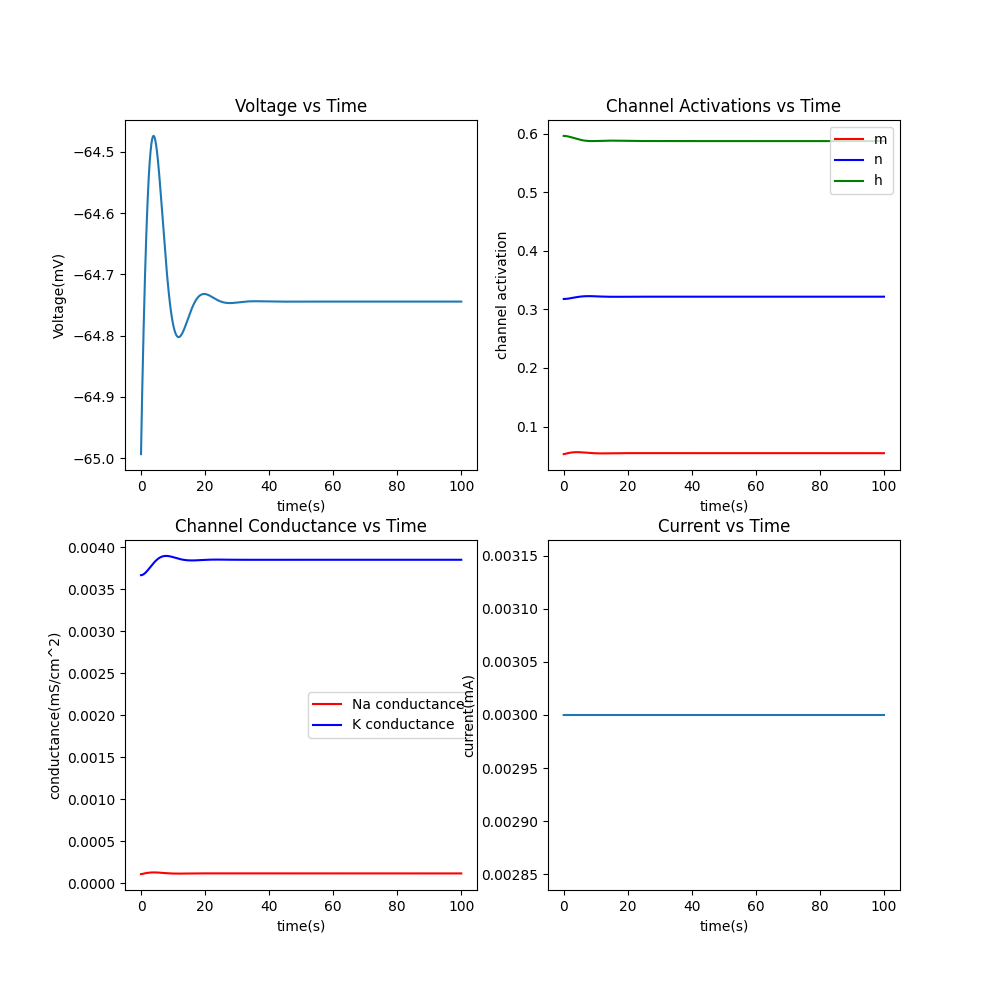 Voltage vs Time
Voltage(mV)
−64.5
−64.6
−64.7
−64.8
−64.9
−65.0
0 20 40 60 80 100
time(s)
Channel Activations vs Time
channel activation
0.6
0.5
0.4
0.3
0.2
0.1
m
n
h
0 20 40 60 80 100
time(s)
Channel Conductance vs Time
conductance(mS/cm^2)
0.0040
0.0035
0.0030
0.0025
0.0020
0.0015
0.0010
0.0005
0.0000
Na conductance
K conductance
0 20 40 60 80 100
time(s)
Current vs Time
current(mA)
0.00315
0.00310
0.00305
0.00300
0.00295
0.00290
0.00285
0 20 40 60 80 100
time(s)